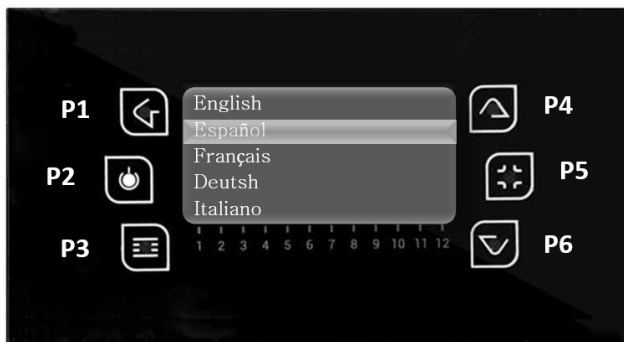 P1
P2
P3
English
Español
Français
Deutsh
Italiano
1 2 3 4 5 6 7 8 9 10 11 12
P4
P5
P6